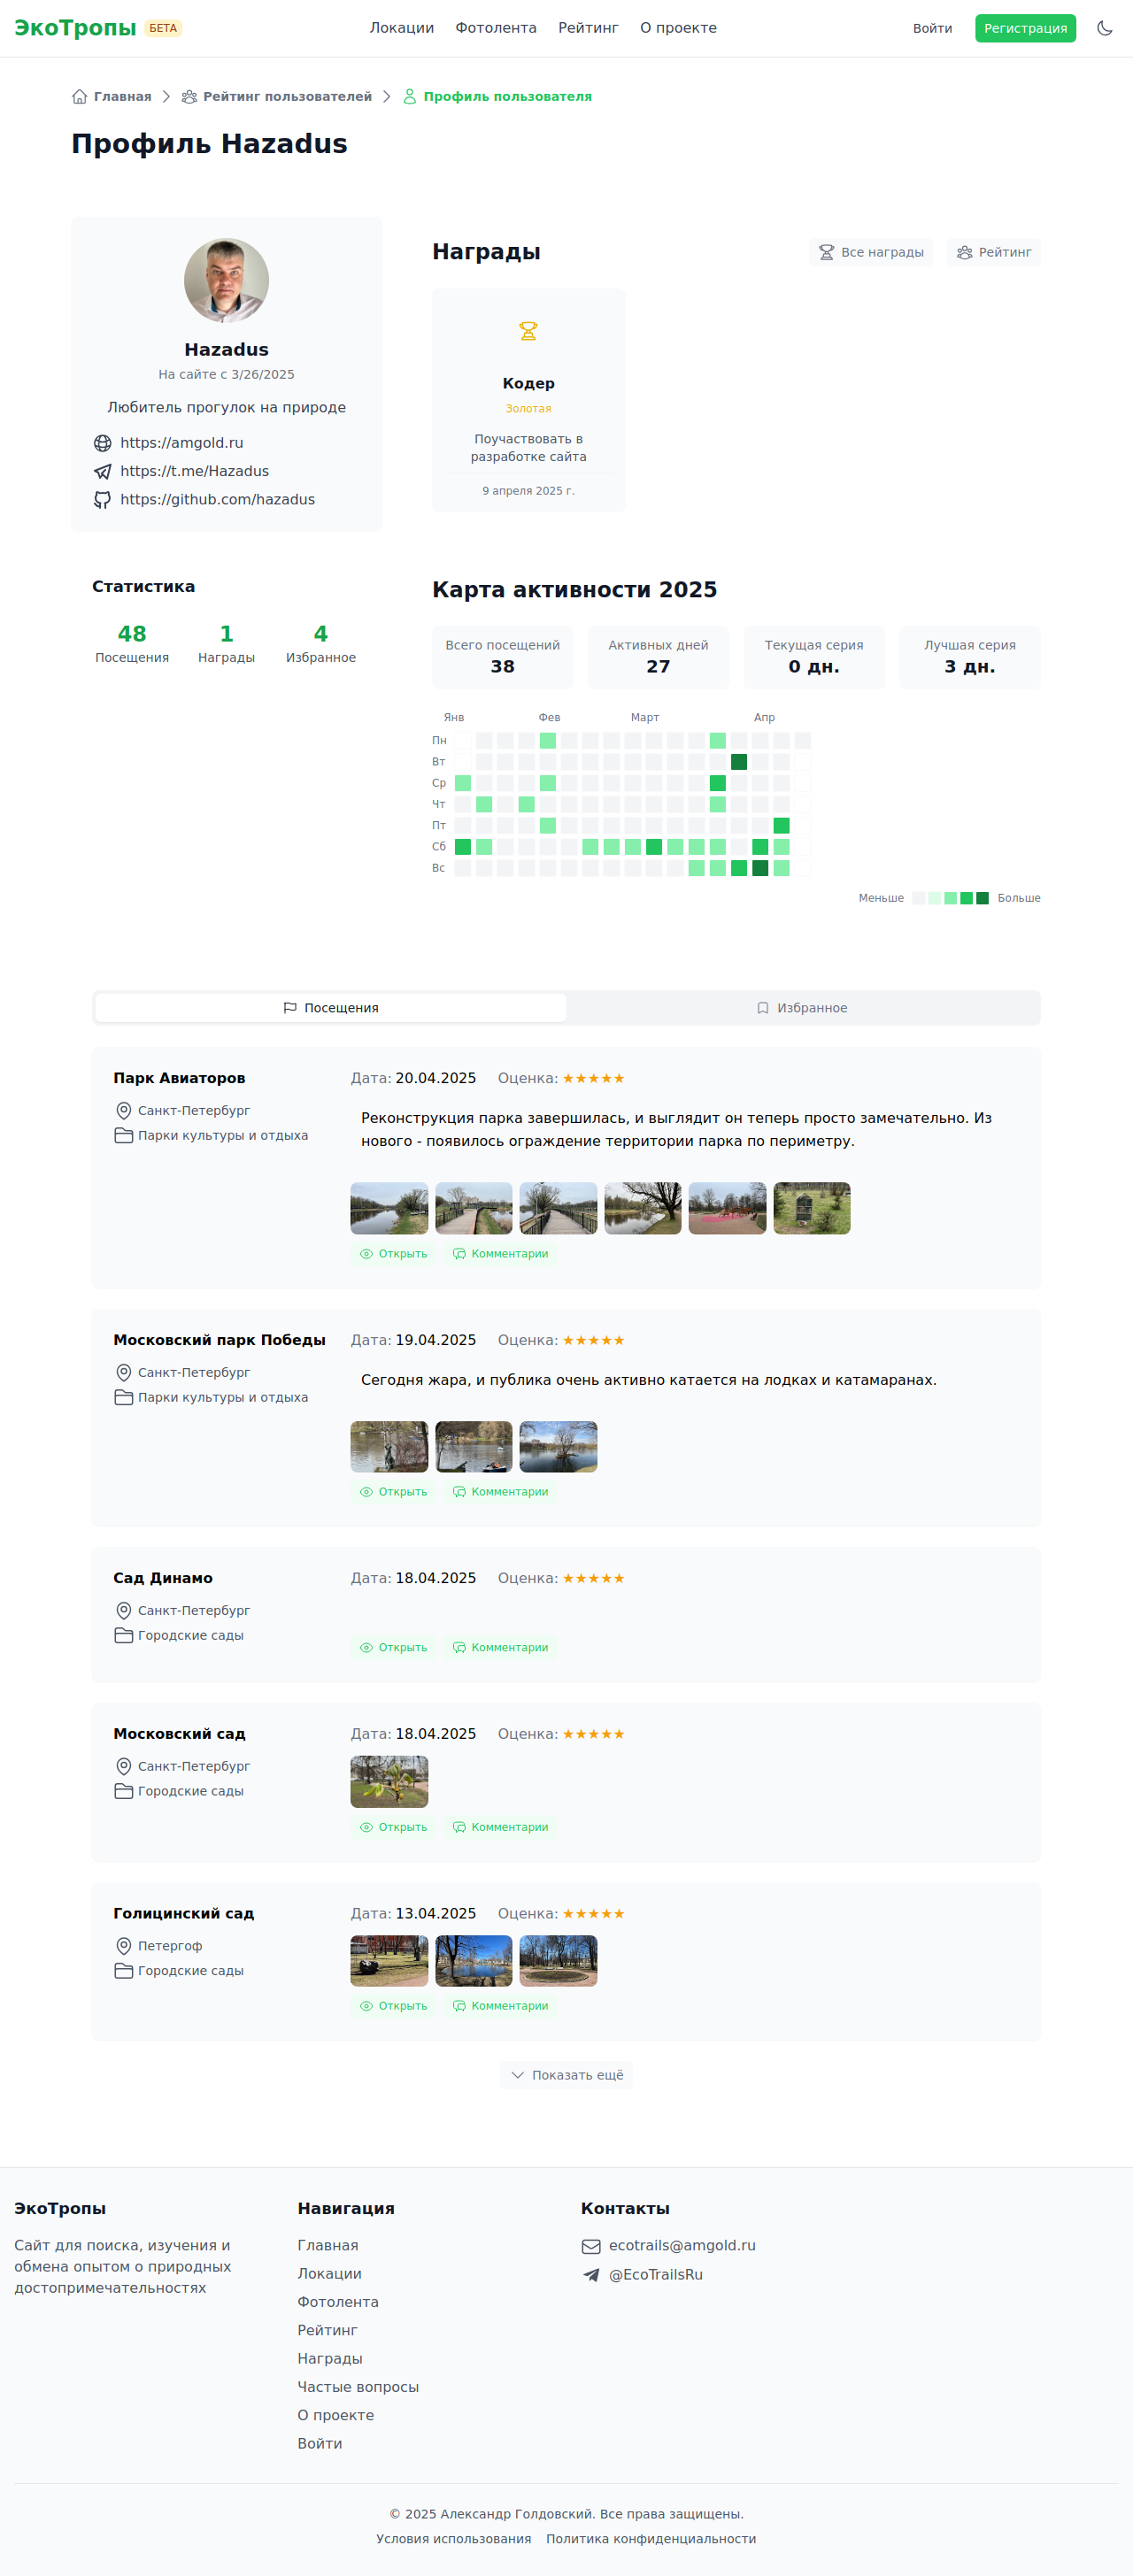 ЭкоТропы БЕТА Локации Фотолента Рейтинг О проекте Войти Регистрация
Главная Рейтинг пользователей Профиль пользователя
Профиль Hazadus
Hazadus
На сайте с 3/26/2025
Любитель прогулок на природе
https://amgold.ru
https://t.me/Hazadus
https://github.com/hazadus
Награды Все награды Рейтинг
Кодер
Золотая
Поучаствовать в
разработке сайта
9 апреля 2025 г.
Статистика
48 1 4
Посещения Награды Избранное
Карта активности 2025
Всего посещений Активных дней Текущая серия Лучшая серия
38 27 0 дн. 3 дн.
Янв Фев Март Апр
Пн
Вт
Ср
Чт
Пт
Сб
Вс
Меньше Больше
Посещения Избранное
Парк Авиаторов Дата: 20.04.2025 Оценка: ★★★★★
Санкт-Петербург
Парки культуры и отдыха
Реконструкция парка завершилась, и выглядит он теперь просто замечательно. Из
нового - появилось ограждение территории парка по периметру.
Открыть Комментарии
Московский парк Победы Дата: 19.04.2025 Оценка: ★★★★★
Санкт-Петербург
Парки культуры и отдыха
Сегодня жара, и публика очень активно катается на лодках и катамаранах.
Открыть Комментарии
Сад Динамо Дата: 18.04.2025 Оценка: ★★★★★
Санкт-Петербург
Городские сады
Открыть Комментарии
Московский сад Дата: 18.04.2025 Оценка: ★★★★★
Санкт-Петербург
Городские сады
Открыть Комментарии
Голицинский сад Дата: 13.04.2025 Оценка: ★★★★★
Петергоф
Городские сады
Открыть Комментарии
Показать ещё
ЭкоТропы
Сайт для поиска, изучения и
обмена опытом о природных
достопримечательностях
Навигация
Главная
Локации
Фотолента
Рейтинг
Награды
Частые вопросы
О проекте
Войти
Контакты
ecotrails@amgold.ru
@EcoTrailsRu
© 2025 Александр Голдовский. Все права защищены.
Условия использования Политика конфиденциальности